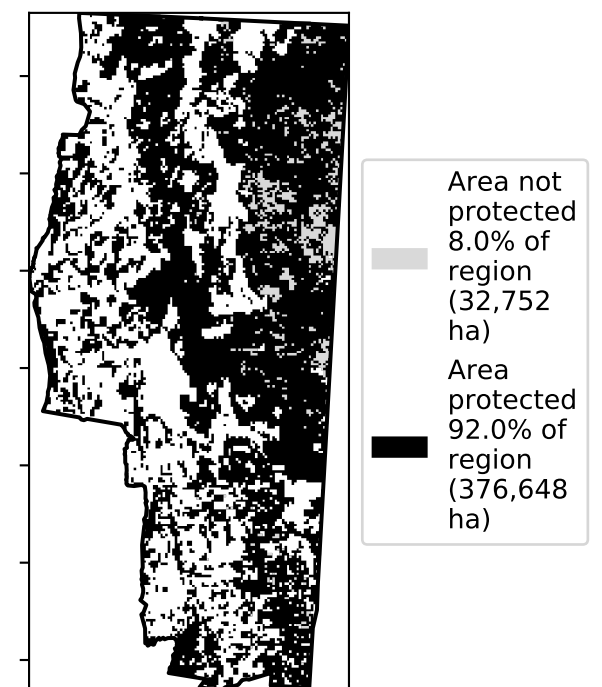 Area not
protected
8.0% of
region
(32,752
ha)
Area
protected
92.0% of
region
(376,648
ha)